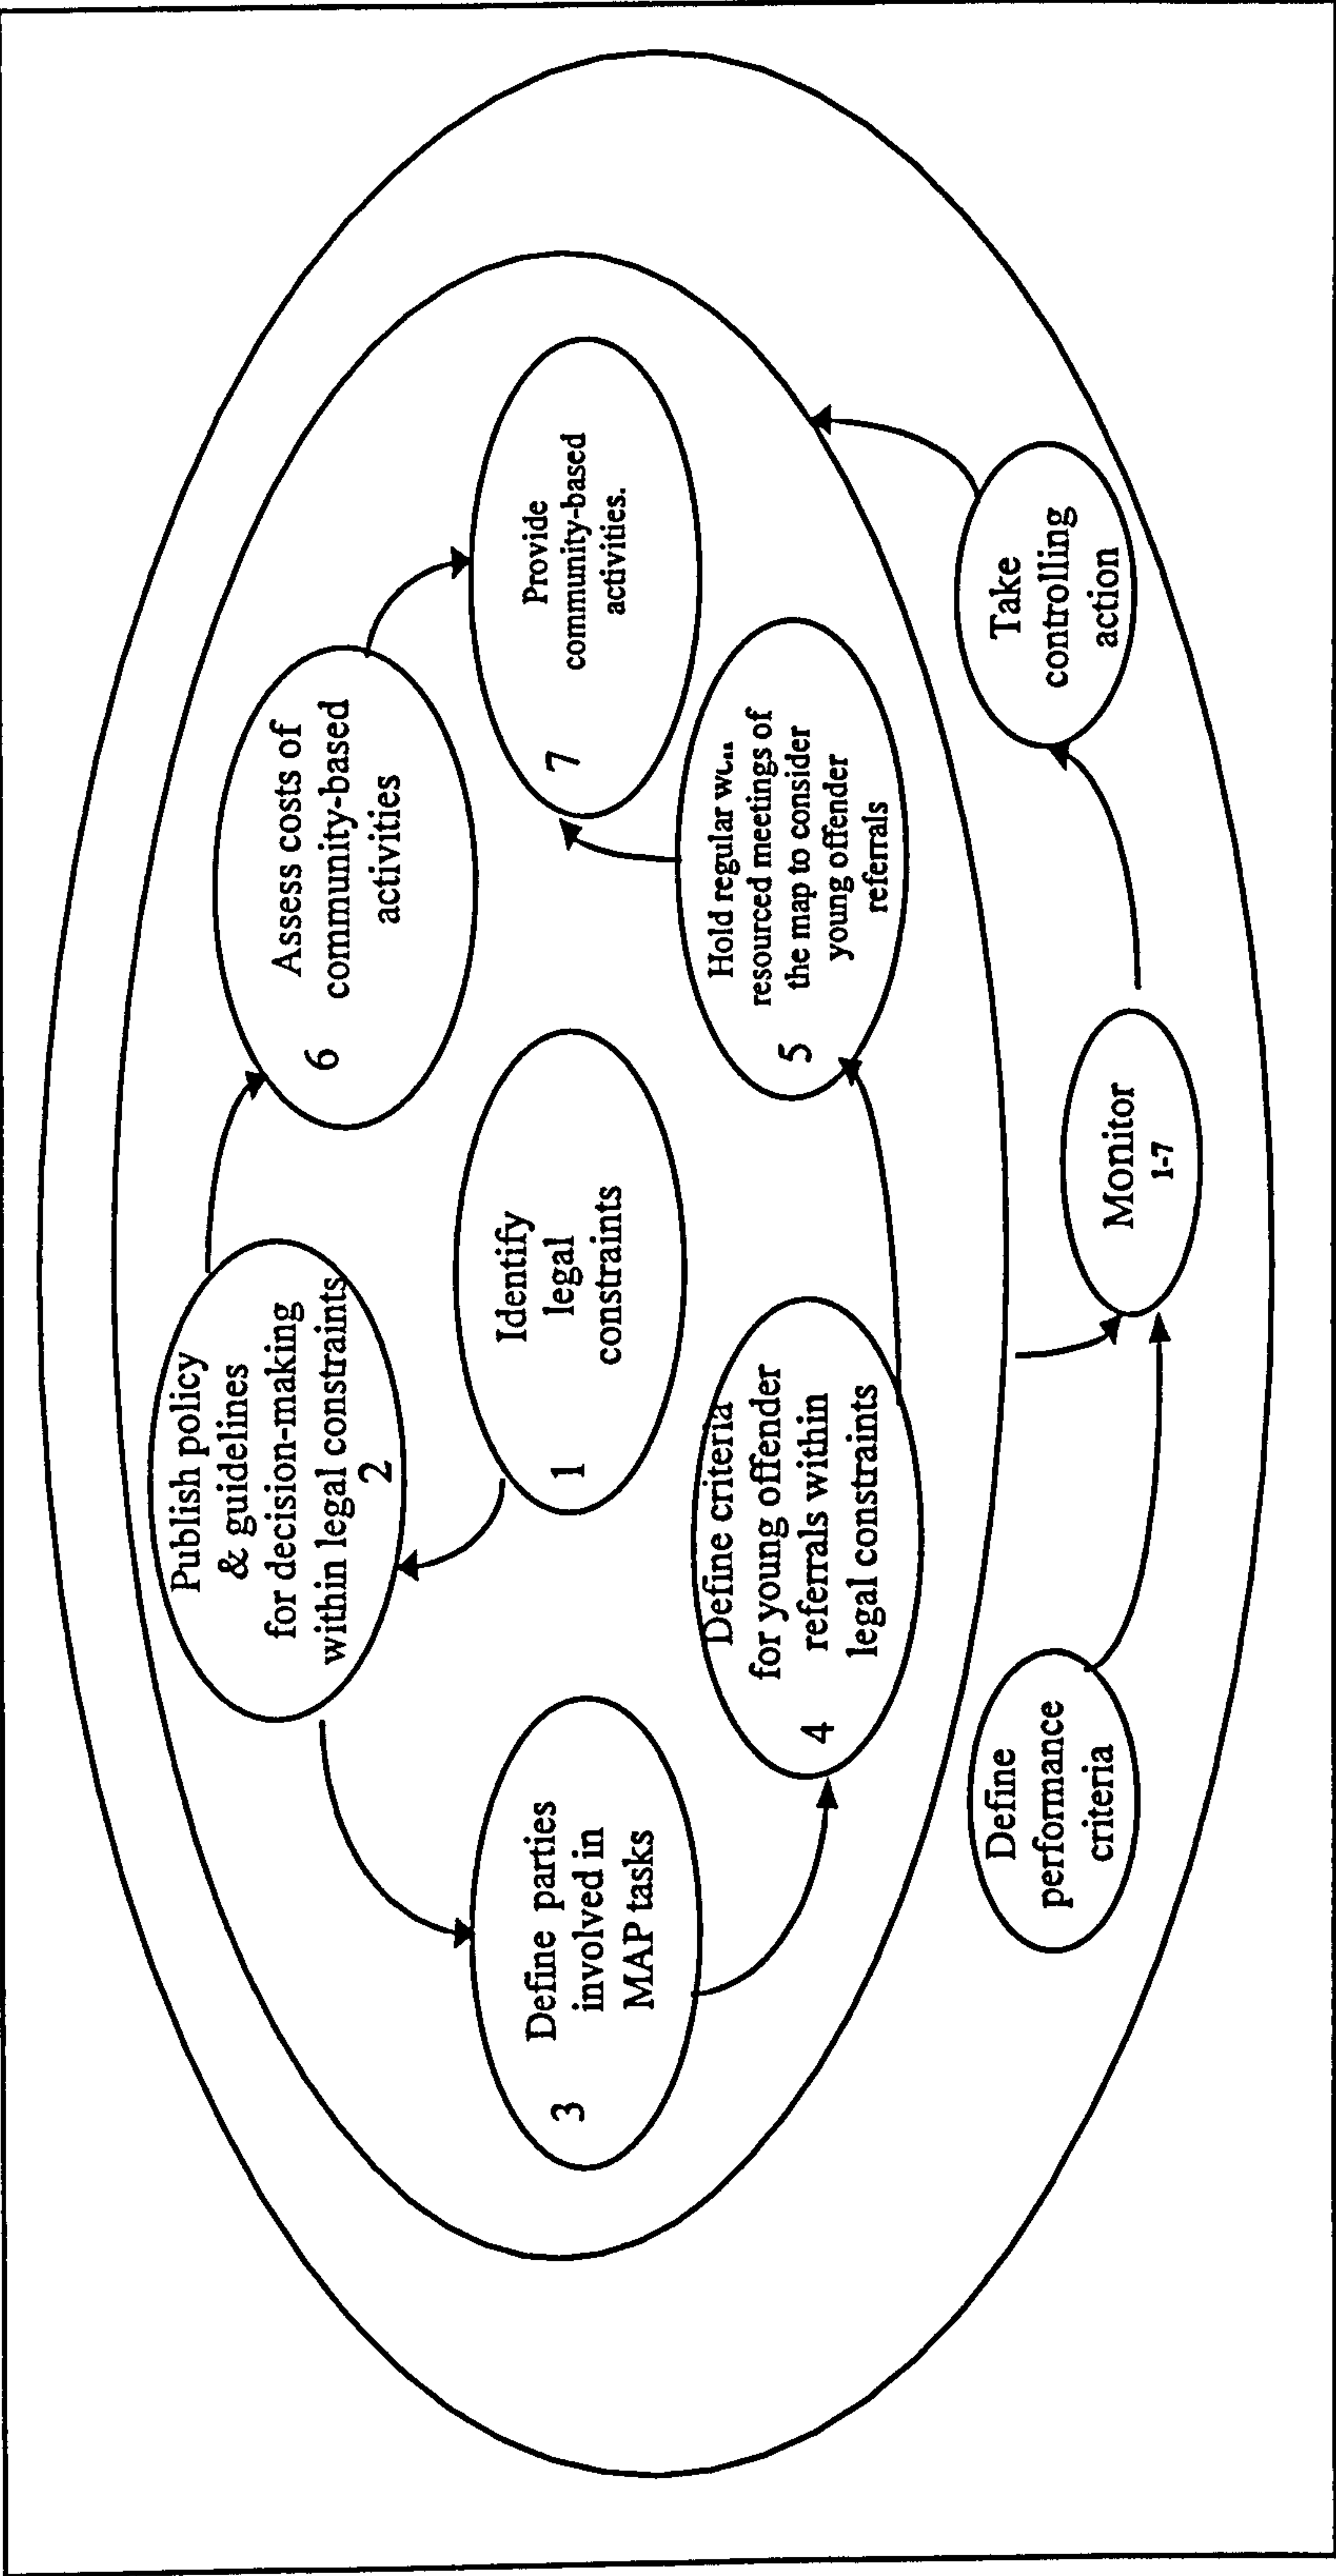 Publish policy
& guidelines
for decision-making
within legal constraints
2
Assess costs of
community-based
activities
6
3
Define parties
involved in
MAP tasks
1
Identify
legal
constraints
7
Provide
community-based
activities.
4
Define criteria
for young offender
referrals within
legal constraints
5
Hold regular
resourced meetings of
the map to consider
young offender
referrals
Define
performance
criteria
Monitor
1-7
Take
controlling
action